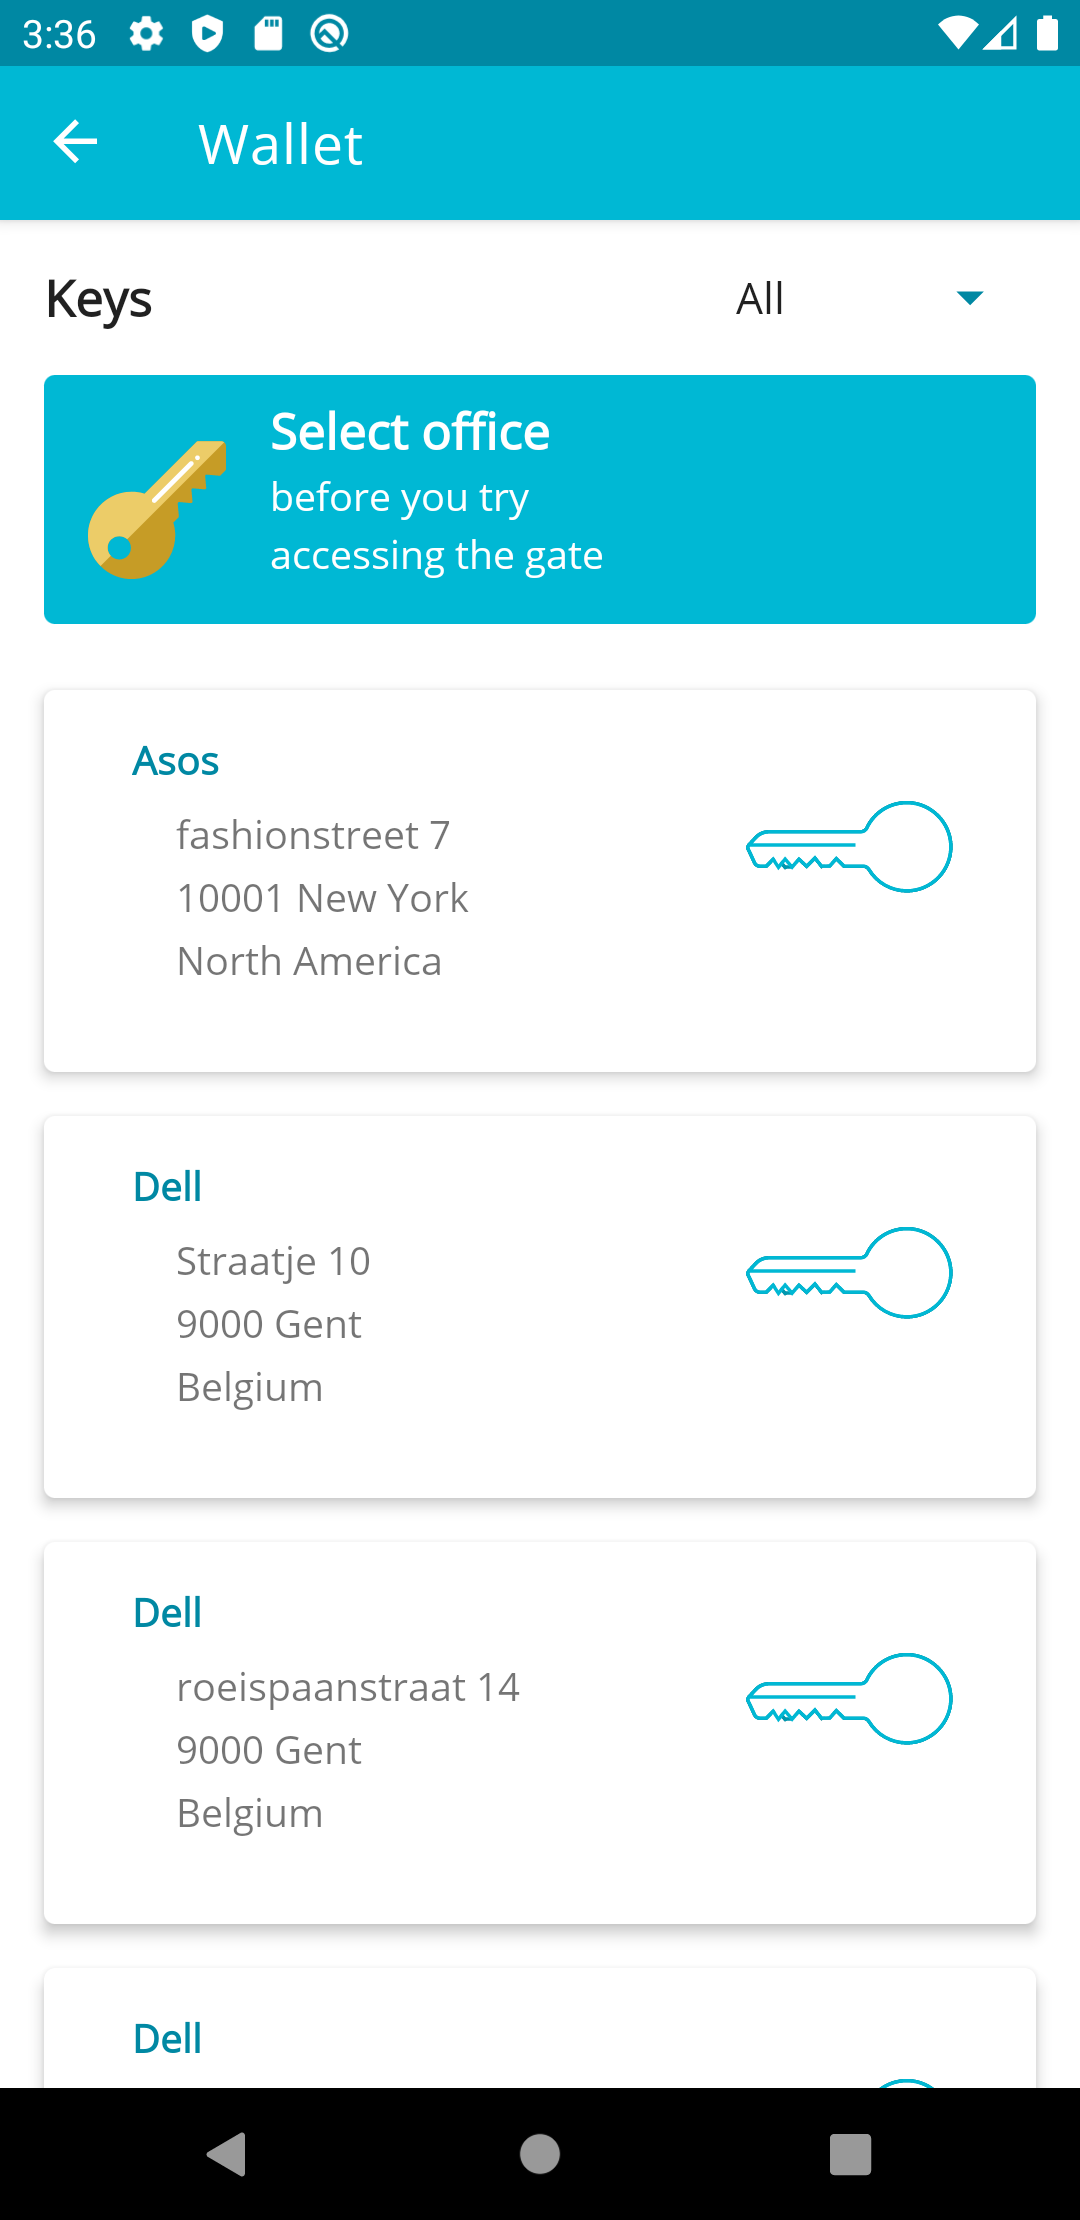 3:36
Wallet
Keys
All
Select office
before you try
accessing the gate
Asos
fashionstreet 7
10001 New York
North America
Dell
Straatje 10
9000 Gent
Belgium
Dell
roeispaanstraat 14
9000 Gent
Belgium
Dell